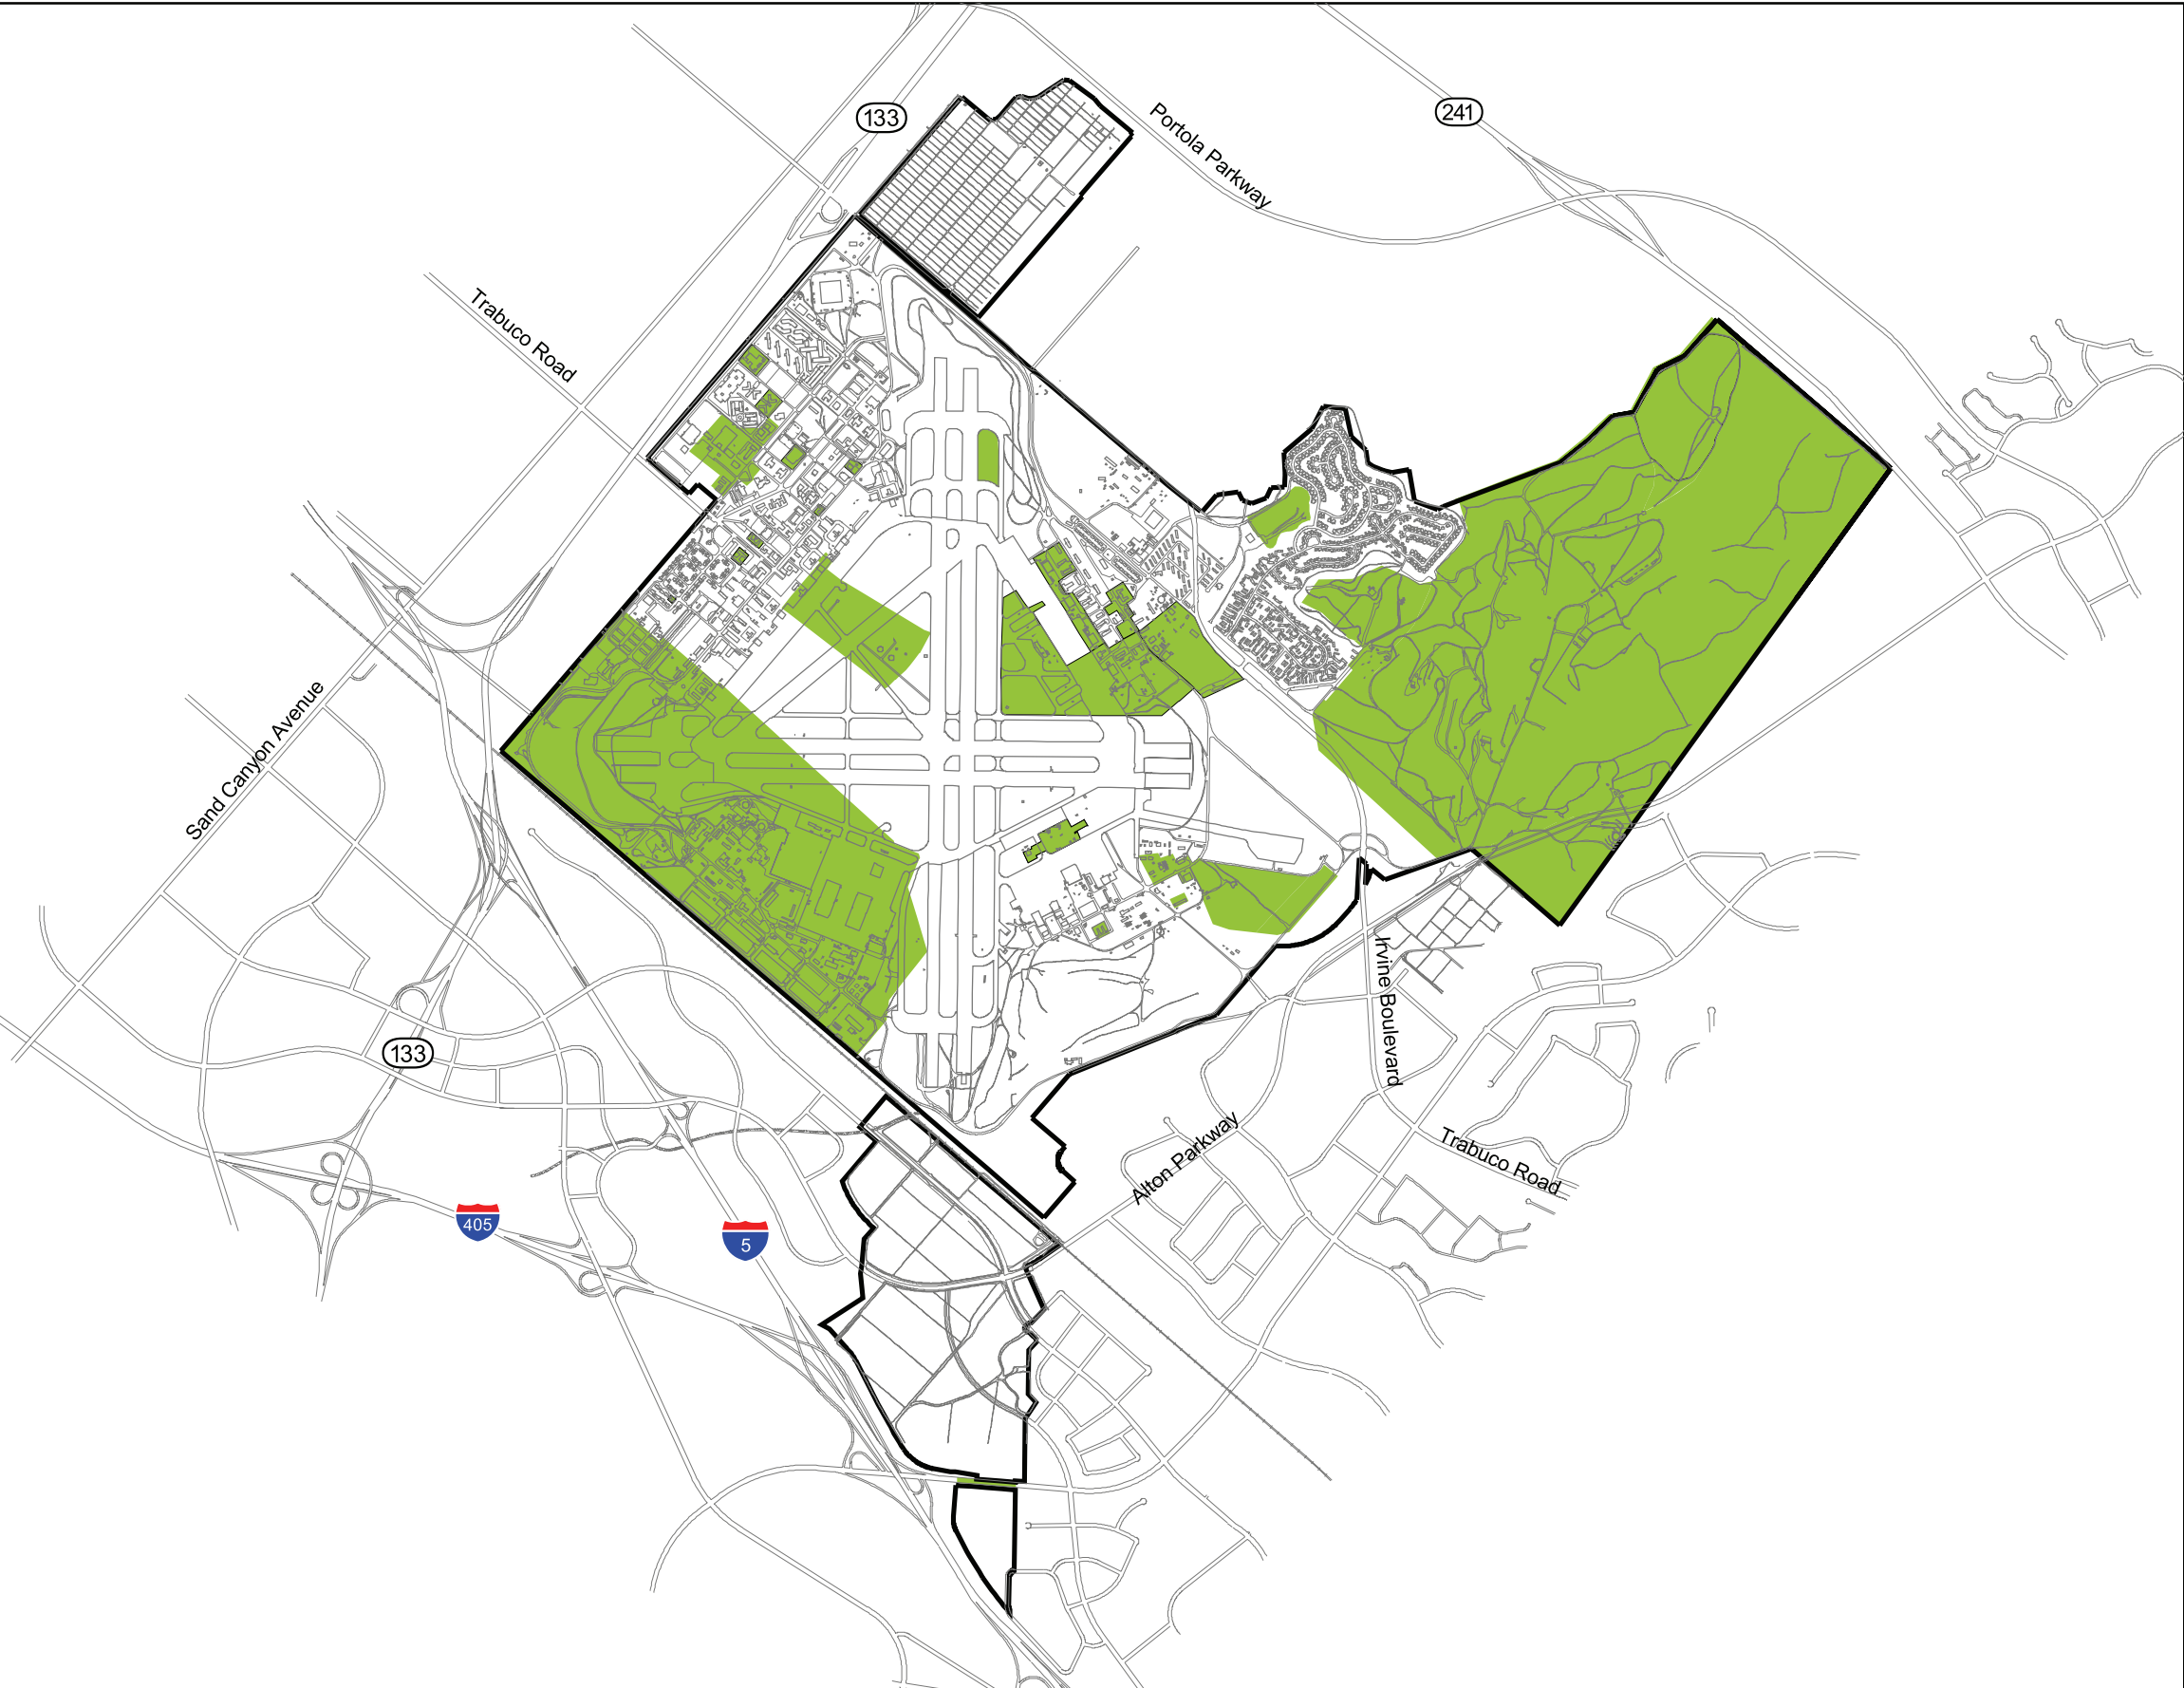 133
241
Portola Parkway
Trabuco Road
Sand Canyon Avenue
Irvine Boulevard
133
Alton Parkway
Trabuco Road
405
5